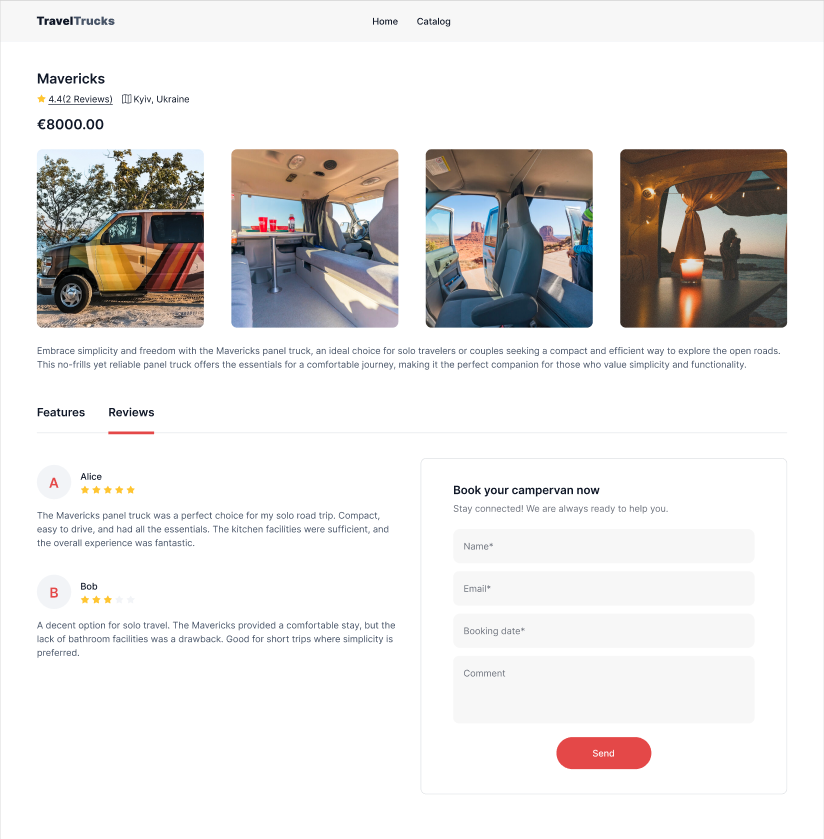 TravelTrucks
Home Catalog
Mavericks
4.4(2 Reviews) Kyiv, Ukraine
€8000.00
Embrace simplicity and freedom with the Mavericks panel truck, an ideal choice for solo travelers or couples seeking a compact and efficient way to explore the open roads.
This no-frills yet reliable panel truck offers the essentials for a comfortable journey, making it the perfect companion for those who value simplicity and functionality.
Features Reviews
A
Alice
The Mavericks panel truck was a perfect choice for my solo road trip. Compact,
easy to drive, and had all the essentials. The kitchen facilities were sufficient, and
the overall experience was fantastic.
B
Bob
A decent option for solo travel. The Mavericks provided a comfortable stay, but the
lack of bathroom facilities was a drawback. Good for short trips where simplicity is
preferred.
Book your campervan now
Stay connected! We are always ready to help you.
Name*
Email*
Booking date*
Comment
Send